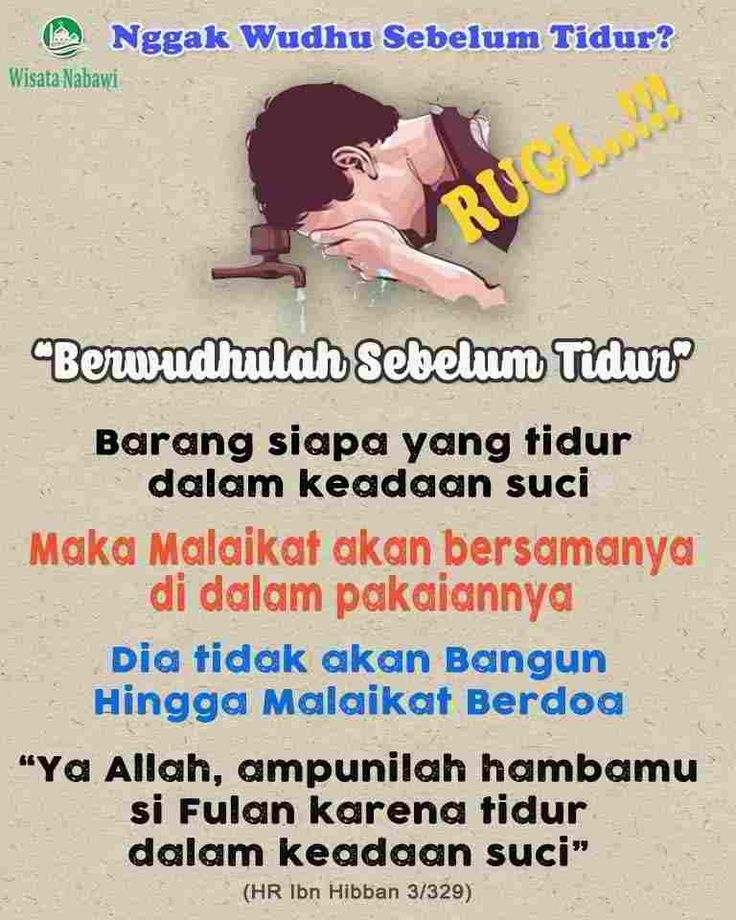 Nggak Wudhu Sebelum Tidur?
Wisata Nabawi
RUGI...!!!
“Berwudhulah Sebelum Tidur”
Barang siapa yang tidur
dalam keadaan suci
Maka Malaikat akan bersamanya
di dalam pakaiannya
Dia tidak akan Bangun
Hingga Malaikat Berdoa
“Ya Allah, ampunilah hambamu
si Fulan karena tidur
dalam keadaan suci”
(HR Ibn Hibban 3/329)